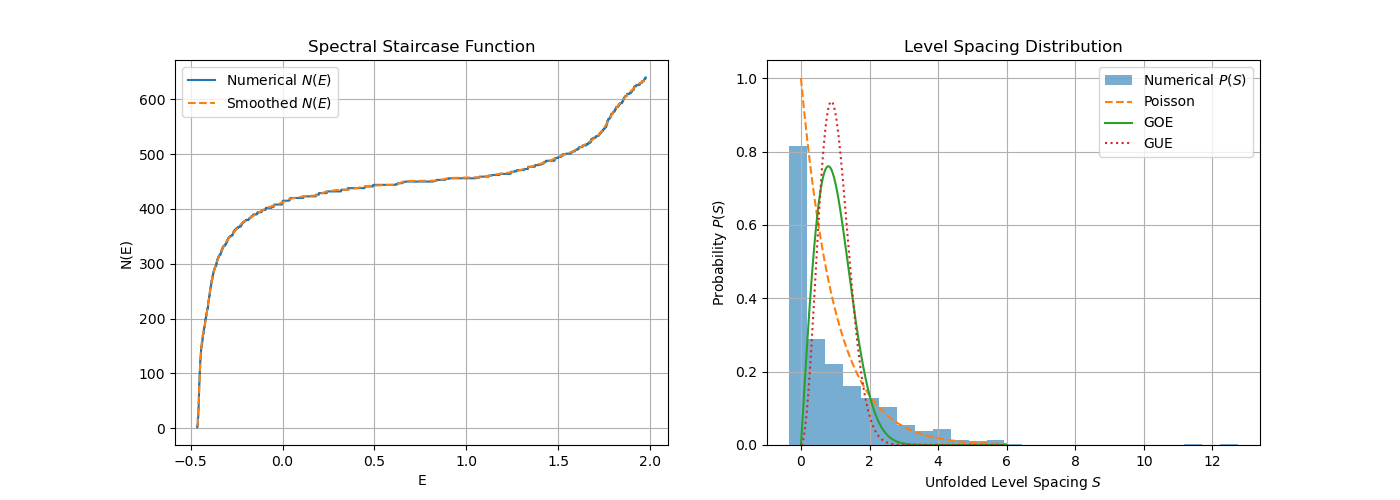 Spectral Staircase Function
Numerical N(E)
Smoothed N(E)
N(E)
600
500
400
300
200
100
0
−0.5 0.0 0.5 1.0 1.5 2.0
E
Level Spacing Distribution
Numerical P(S)
Poisson
GOE
GUE
Probability P(S)
1.0
0.8
0.6
0.4
0.2
0.0
0 2 4 6 8 10 12
Unfolded Level Spacing S